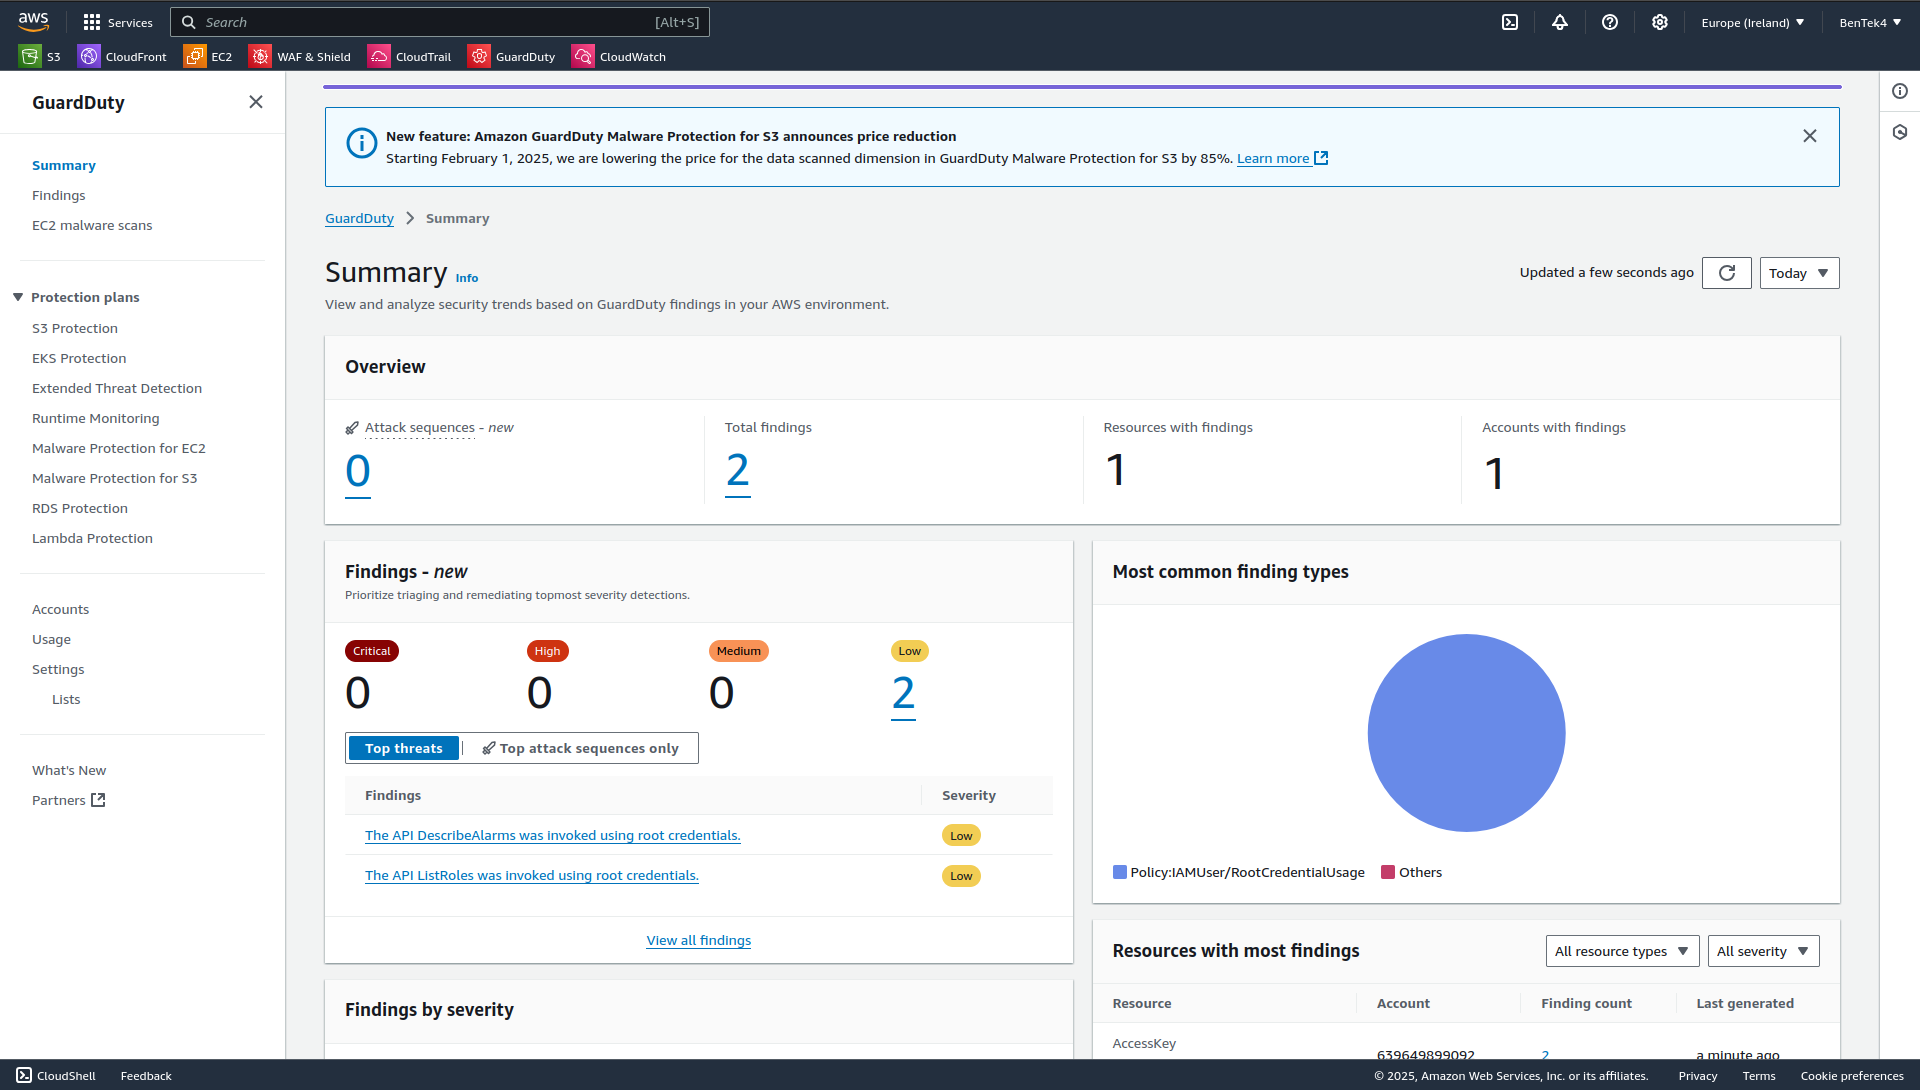 aws
Services
Search
[Alt+S]
Europe (Ireland)
BenTek4
S3
CloudFront
EC2
WAF & Shield
CloudTrail
GuardDuty
CloudWatch
GuardDuty
Summary
Findings
EC2 malware scans
Protection plans
S3 Protection
EKS Protection
Extended Threat Detection
Runtime Monitoring
Malware Protection for EC2
Malware Protection for S3
RDS Protection
Lambda Protection
Accounts
Usage
Settings
Lists
What's New
Partners
New feature: Amazon GuardDuty Malware Protection for S3 announces price reduction
Starting February 1, 2025, we are lowering the price for the data scanned dimension in GuardDuty Malware Protection for S3 by 85%. Learn more
GuardDuty
Summary
Summary Info
Updated a few seconds ago
Today
View and analyze security trends based on GuardDuty findings in your AWS environment.
Overview
Attack sequences - new
0
Total findings
2
Resources with findings
1
Accounts with findings
1
Findings - new
Prioritize triaging and remediating topmost severity detections.
Critical
0
High
0
Medium
0
Low
2
Top threats
Top attack sequences only
Findings
Severity
The API DescribeAlarms was invoked using root credentials.
Low
The API ListRoles was invoked using root credentials.
Low
View all findings
Findings by severity
Most common finding types
Policy:IAMUser/RootCredentialUsage
Others
Resources with most findings
All resource types
All severity
Resource
Account
Finding count
Last generated
AccessKey
639649899092
2
a minute ago
CloudShell
Feedback
© 2025, Amazon Web Services, Inc. or its affiliates.
Privacy
Terms
Cookie preferences